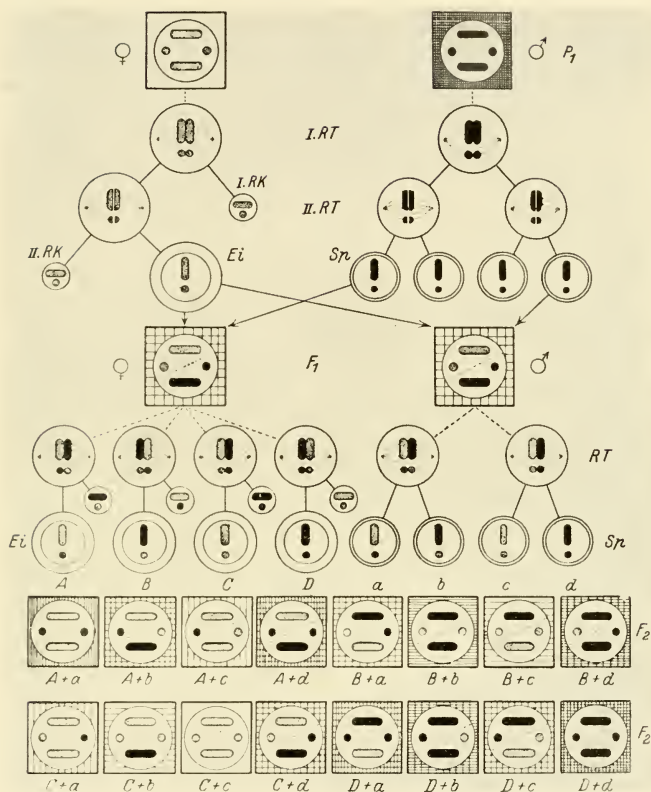 ♀ ♂ P1
I.RT
I.RK
II.RT
II.RK
Ei Sp
♀ F1 ♂
RT
Ei Sp
A B C D a b c d
F2
A+a A+b A+c A+d B+a B+b B+c B+d
F2
C+a C+b C+c C+d D+a D+b D+c D+d